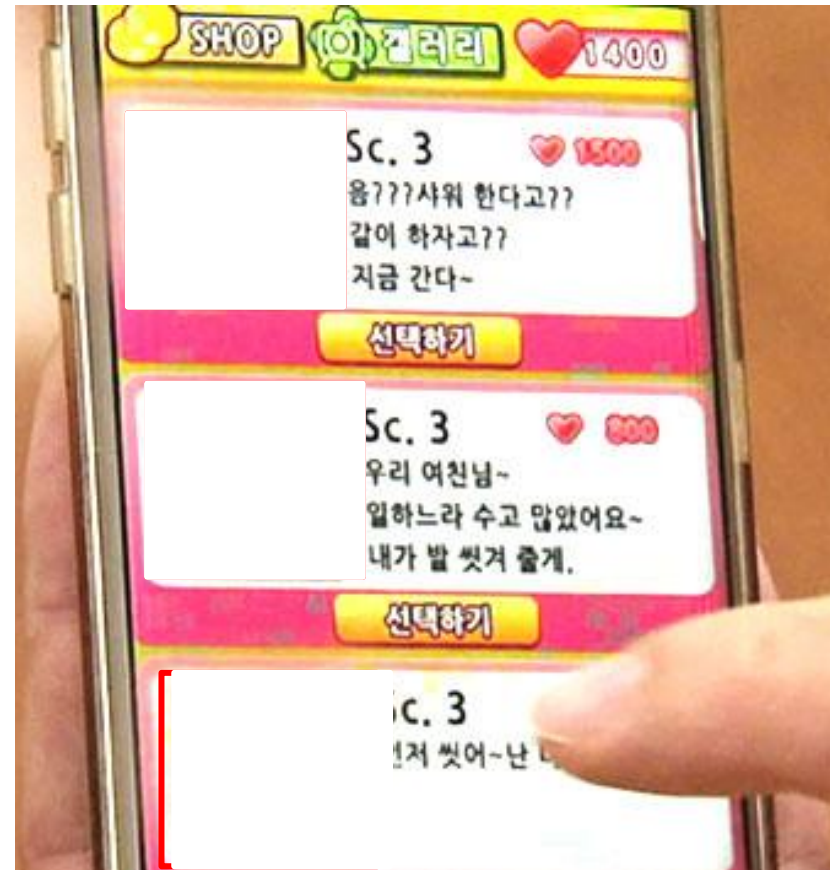 SHOP 갤러리 1400
Sc. 3 1500
음???샤워 한다고??
같이 하자고??
지금 간다~
선택하기
Sc. 3 800
우리 여친님~
일하느라 수고 많았어요~
내가 발 씻겨 줄게.
선택하기
Sc. 3
씻어~난